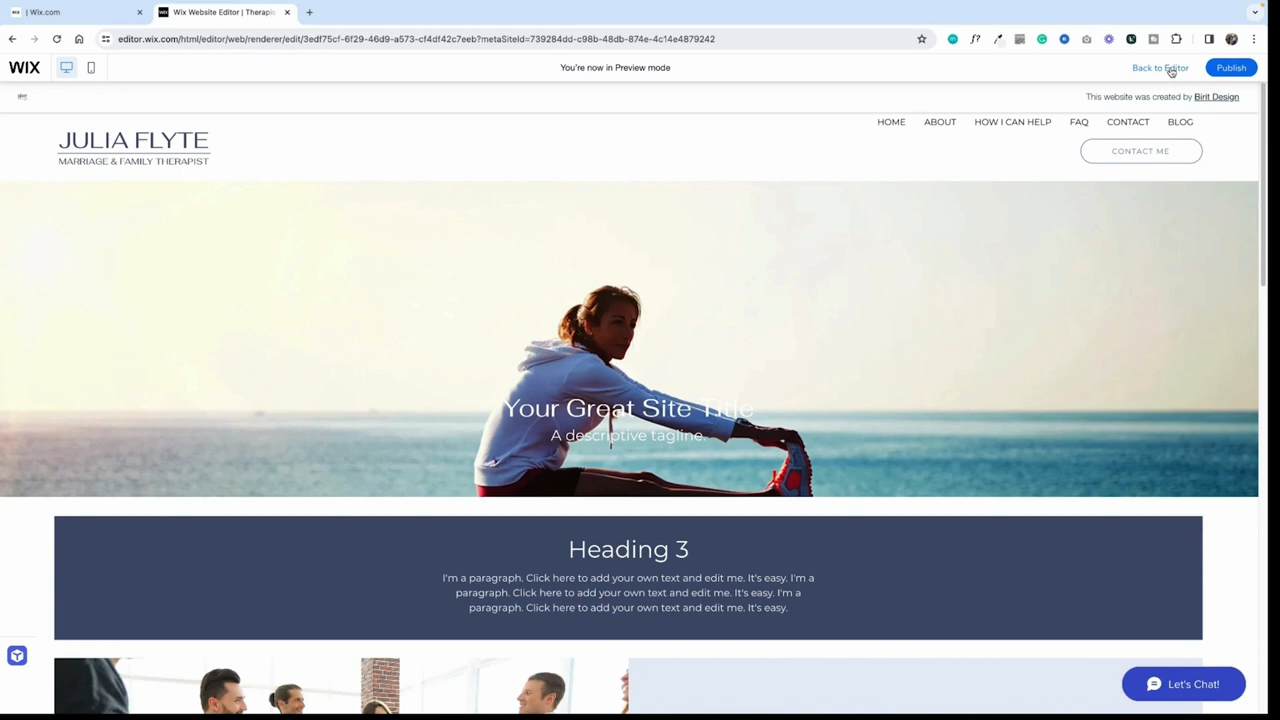 | Wix.com
Wix Website Editor | Therapis
editor.wix.com/html/editor/web/renderer/edit/3edf75cf-6f29-46d9-a573-cf4df42c7eeb?metaSiteId=739284dd-c98b-48db-874e-4c14e4879242
WIX
You're now in Preview mode
Back to Editor
Publish
This website was created by Birit Design
HOME ABOUT HOW I CAN HELP FAQ CONTACT BLOG
JULIA FLYTE
MARRIAGE & FAMILY THERAPIST
CONTACT ME
Your Great Site Title
A descriptive tagline.
Heading 3
I'm a paragraph. Click here to add your own text and edit me. It's easy. I'm a
paragraph. Click here to add your own text and edit me. It's easy. I'm a
paragraph. Click here to add your own text and edit me. It's easy.
Let's Chat!